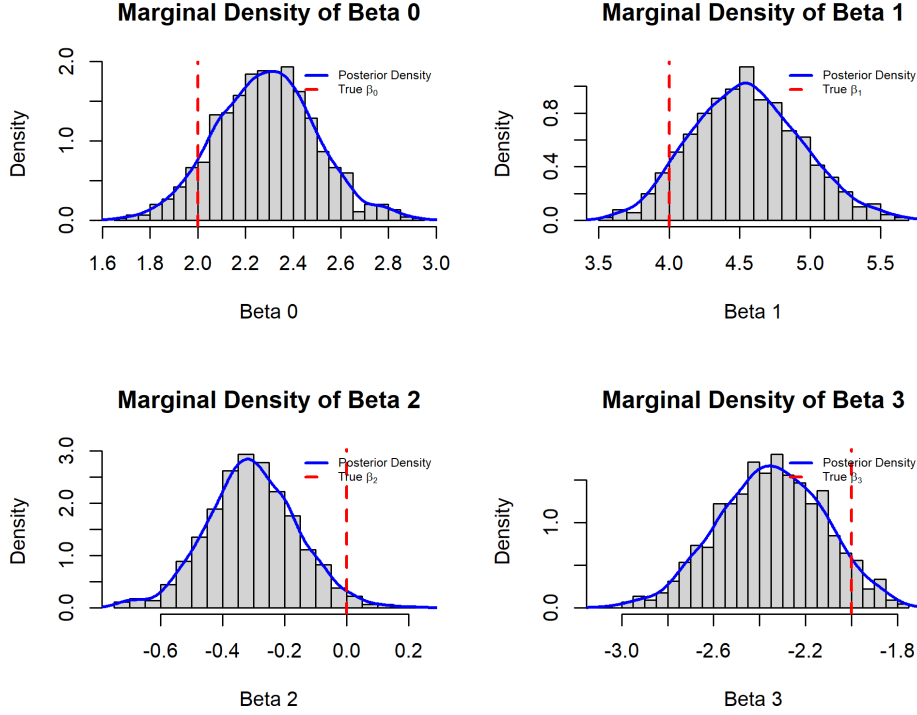 Marginal Density of Beta 0
Density
0.0
1.0
2.0
Posterior Density
True β₀
1.6
2.0
2.2
2.4
2.6
3.0
Beta 0
Marginal Density of Beta 1
Density
0.0
0.4
0.8
Posterior Density
True β₁
3.5
4.0
4.5
5.0
5.5
Beta 1
Marginal Density of Beta 2
Density
0.0
1.0
2.0
3.0
Posterior Density
True β₂
-0.6
-0.4
-0.2
0.0
0.2
Beta 2
Marginal Density of Beta 3
Density
0.0
1.0
Posterior Density
True β₃
-3.0
-2.6
-2.2
-1.8
Beta 3